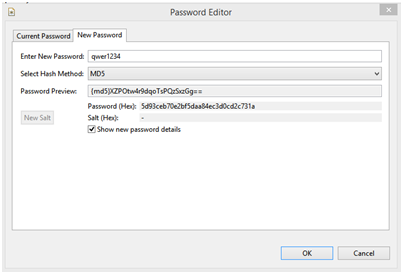 Password Editor
Current Password New Password
Enter New Password: qwer1234
Select Hash Method: MD5
Password Preview: {md5}XZPOtw4r9dqoTsPQzSxzGg==
Password (Hex): 5d93ceb70e2bf5daa84ec3d0cd2c731a
New Salt Salt (Hex): -
Show new password details
OK Cancel